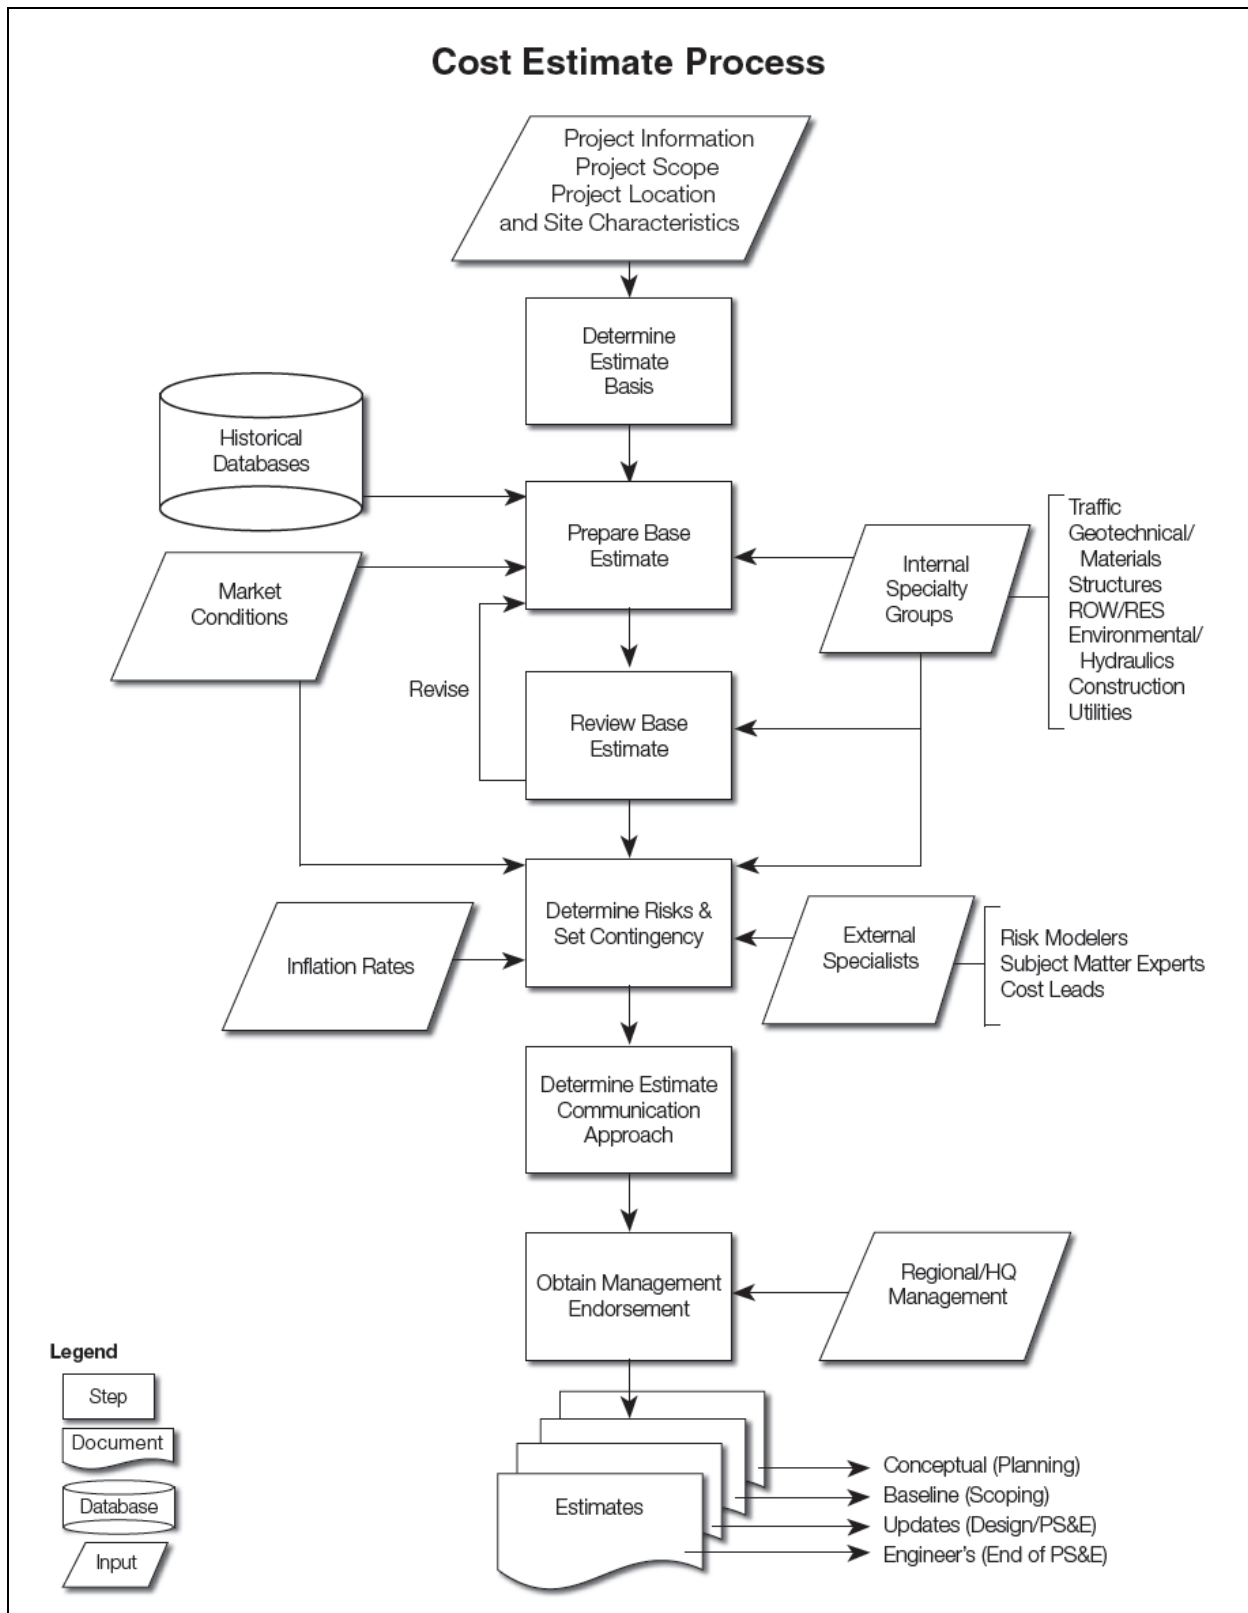 Cost Estimate Process
Project Information
Project Scope
Project Location
and Site Characteristics
Determine
Estimate
Basis
Historical
Databases
Prepare Base
Estimate
Market
Conditions
Internal
Specialty
Groups
Traffic
Geotechnical/
Materials
Structures
ROW/RES
Environmental/
Hydraulics
Construction
Utilities
Revise
Review Base
Estimate
Determine Risks &
Set Contingency
Inflation Rates
External
Specialists
Risk Modelers
Subject Matter Experts
Cost Leads
Determine Estimate
Communication
Approach
Obtain Management
Endorsement
Regional/HQ
Management
Legend
Step
Document
Database
Input
Estimates
Conceptual (Planning)
Baseline (Scoping)
Updates (Design/PS&E)
Engineer's (End of PS&E)